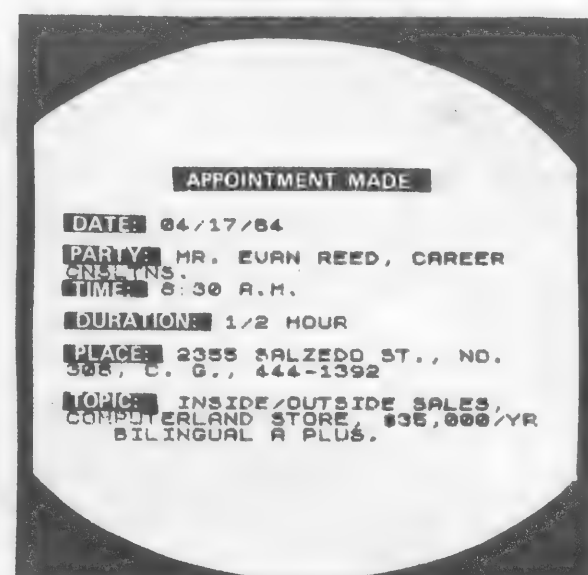 APPOINTMENT MADE
DATE: 04/17/84
PARTY: MR. EVAN REED, CAREER
CNSLTNS.
TIME: 8:30 A.M.
DURATION: 1/2 HOUR
PLACE: 2355 SALZEDO ST., NO.
308, C. G., 444-1392
TOPIC: INSIDE/OUTSIDE SALES,
COMPUTERLAND STORE, $35,000/YR
BILINGUAL A PLUS.